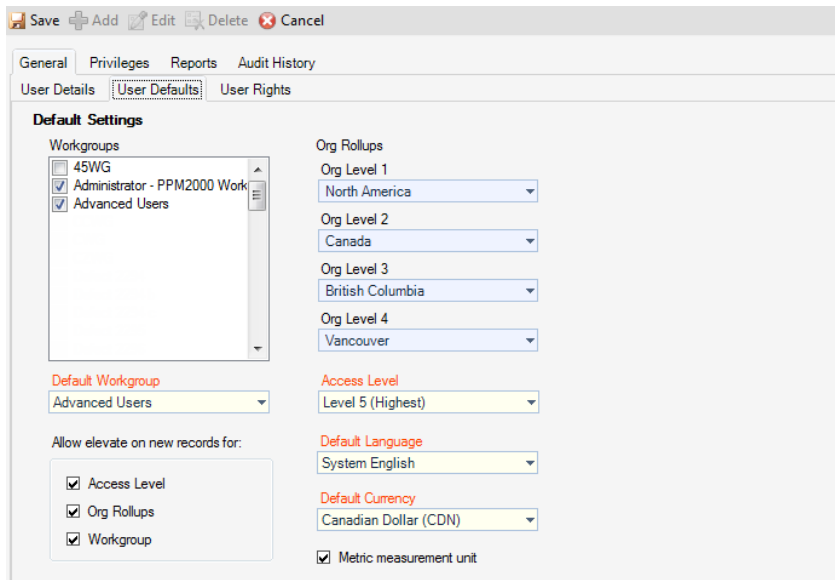 Save Add Edit Delete Cancel
General Privileges Reports Audit History
User Details User Defaults User Rights
Default Settings
Workgroups
45WG
Administrator - PPM2000 Work
Advanced Users
Default Workgroup
Advanced Users
Allow elevate on new records for:
Access Level
Org Rollups
Workgroup
Org Rollups
Org Level 1
North America
Org Level 2
Canada
Org Level 3
British Columbia
Org Level 4
Vancouver
Access Level
Level 5 (Highest)
Default Language
System English
Default Currency
Canadian Dollar (CDN)
Metric measurement unit